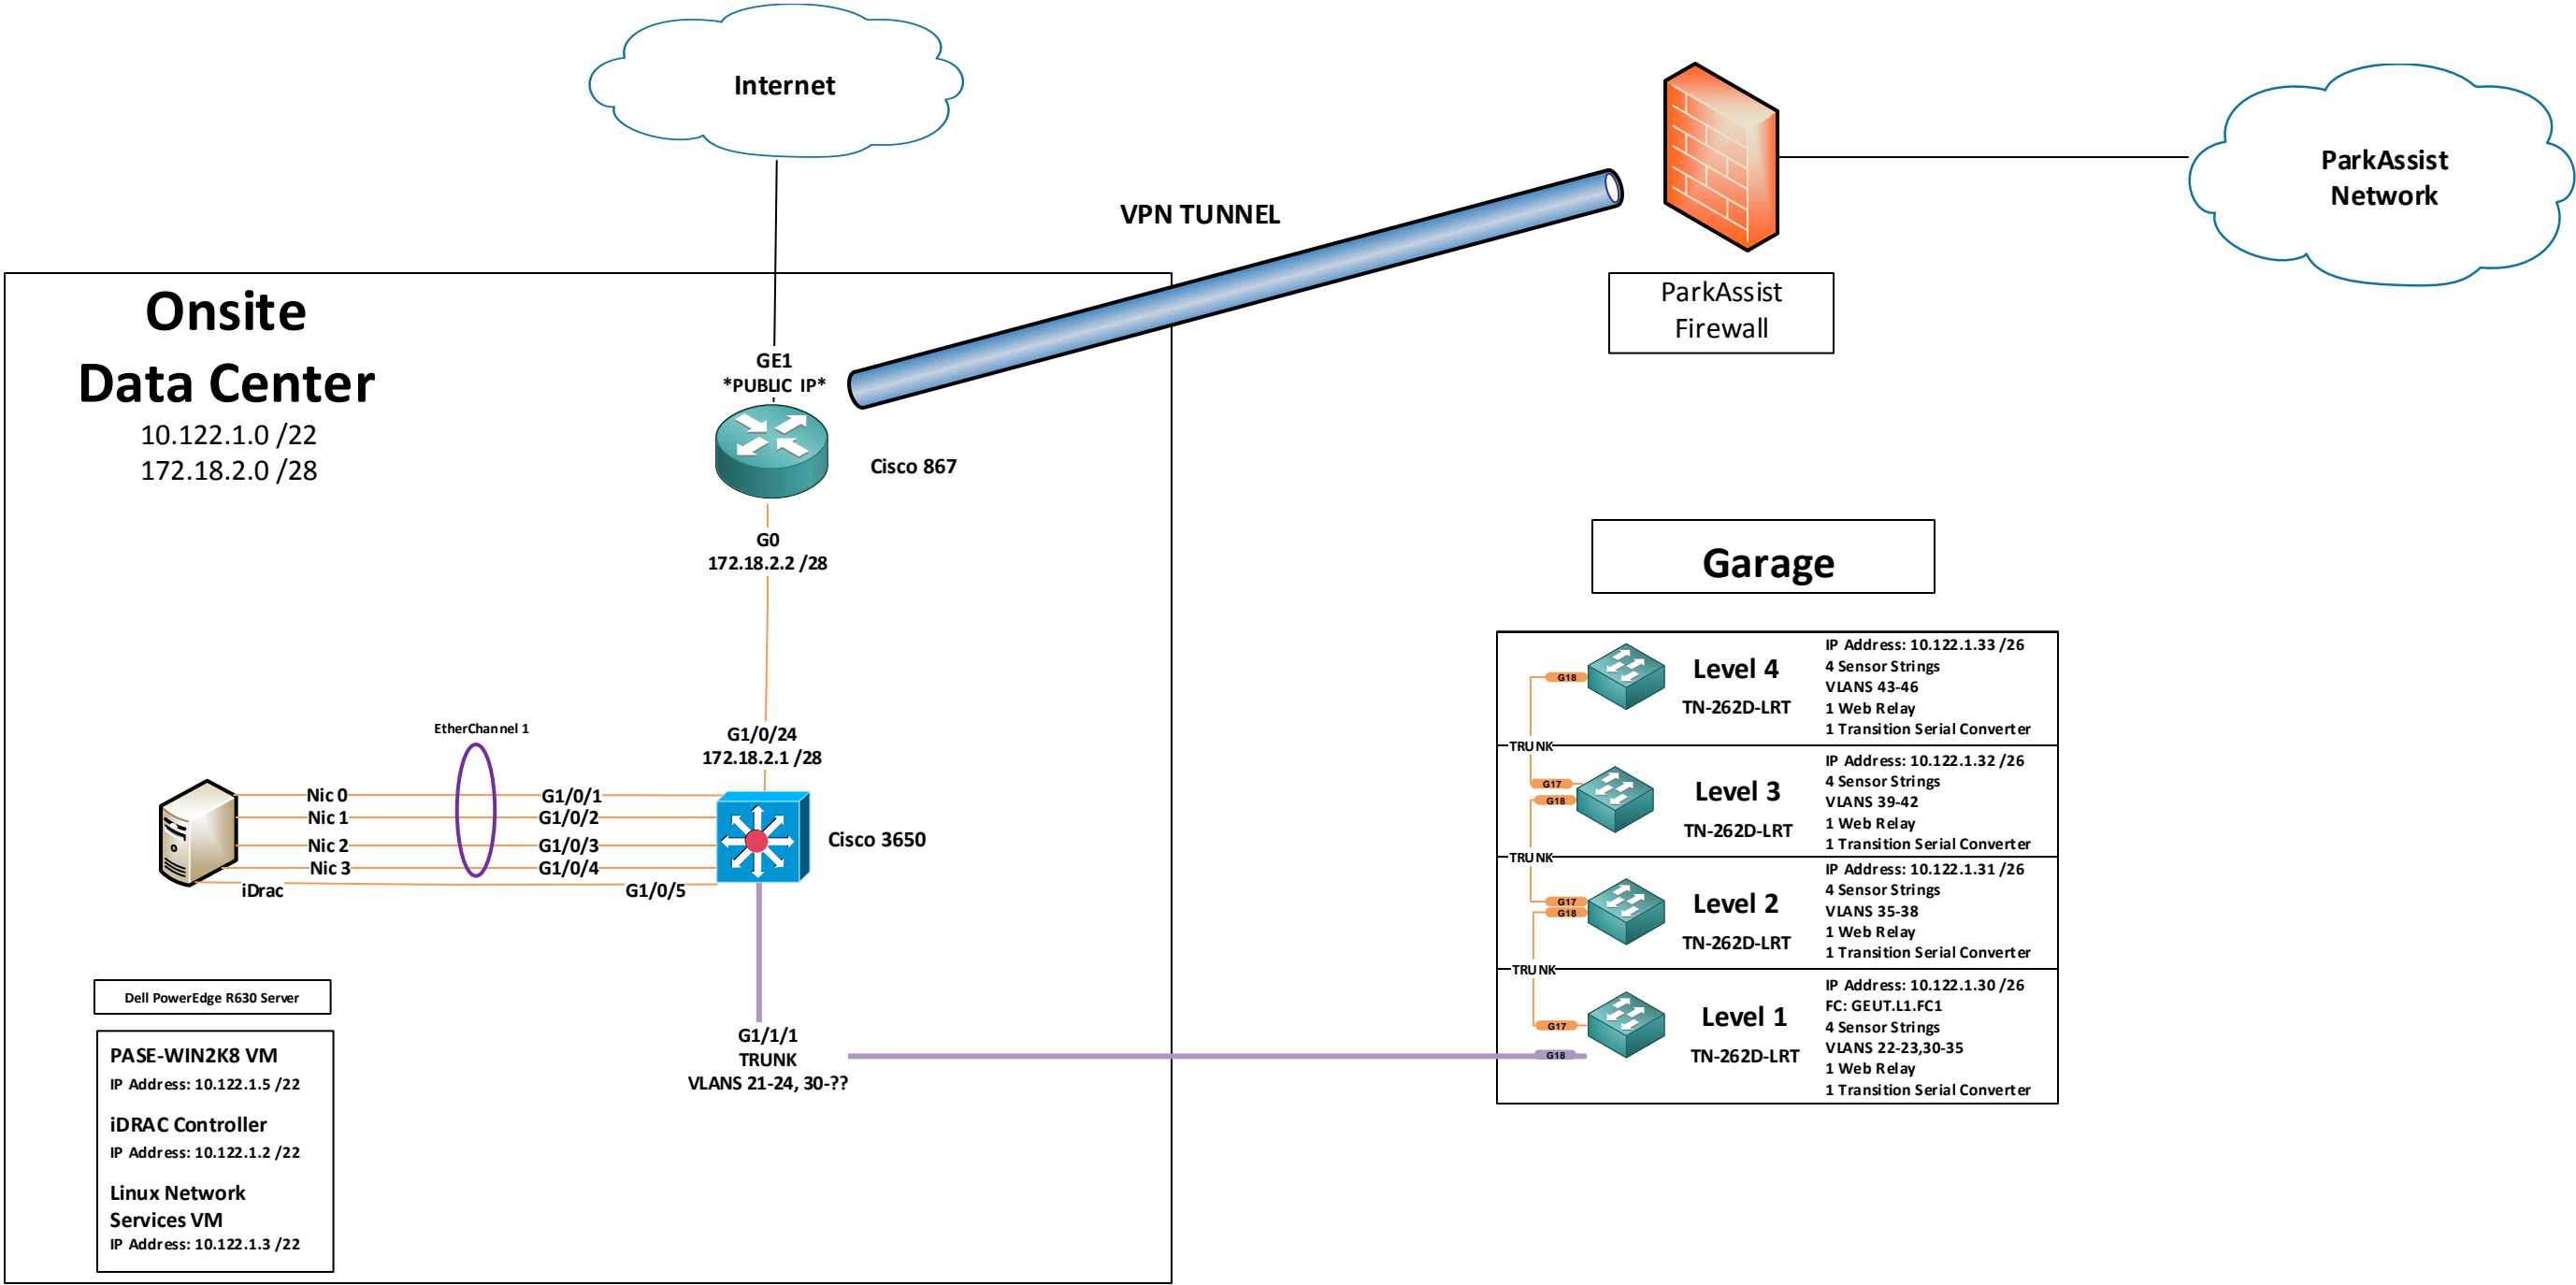 Internet
ParkAssist
Network
VPN TUNNEL
ParkAssist
Firewall
Onsite
Data Center
10.122.1.0 /22
172.18.2.0 /28
GE1
*PUBLIC IP*
Cisco 867
G0
172.18.2.2 /28
G1/0/24
172.18.2.1 /28
EtherChannel 1
Nic 0
G1/0/1
Nic 1
G1/0/2
Nic 2
G1/0/3
Nic 3
G1/0/4
iDrac
G1/0/5
Cisco 3650
Dell PowerEdge R630 Server
PASE-WIN2K8 VM
IP Address: 10.122.1.5 /22
iDRAC Controller
IP Address: 10.122.1.2 /22
Linux Network
Services VM
IP Address: 10.122.1.3 /22
G1/1/1
TRUNK
VLANS 21-24, 30-??
Garage
G18
Level 4
TN-262D-LRT
IP Address: 10.122.1.33 /26
4 Sensor Strings
VLANS 43-46
1 Web Relay
1 Transition Serial Converter
TRUNK
G17
G18
Level 3
TN-262D-LRT
IP Address: 10.122.1.32 /26
4 Sensor Strings
VLANS 39-42
1 Web Relay
1 Transition Serial Converter
TRUNK
G17
G18
Level 2
TN-262D-LRT
IP Address: 10.122.1.31 /26
4 Sensor Strings
VLANS 35-38
1 Web Relay
1 Transition Serial Converter
TRUNK
G17
G18
Level 1
TN-262D-LRT
IP Address: 10.122.1.30 /26
FC: GEUT.L1.FC1
4 Sensor Strings
VLANS 22-23,30-35
1 Web Relay
1 Transition Serial Converter